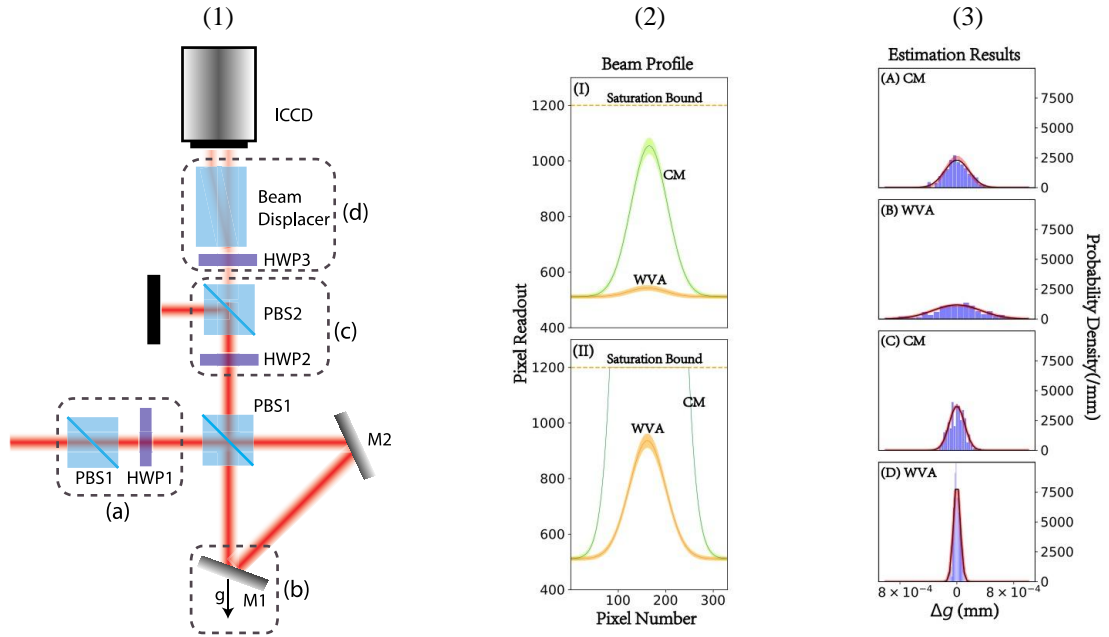 (1)
ICCD
Beam
Displacer
(d)
HWP3
PBS2
(c)
HWP2
PBS1
M2
PBS1
HWP1
(a)
g
M1
(b)
(2)
Beam Profile
(I)
Saturation Bound
1200
1000
800
600
400
CM
WVA
(II)
Saturation Bound
1200
1000
800
600
400
CM
WVA
Pixel Readout
100
200
300
Pixel Number
(3)
Estimation Results
(A) CM
7500
5000
2500
0
(B) WVA
7500
5000
2500
0
(C) CM
7500
5000
2500
0
(D) WVA
7500
5000
2500
0
Probability Density(/mm)
8 × 10⁻⁴
0
8 × 10⁻⁴
Δg (mm)